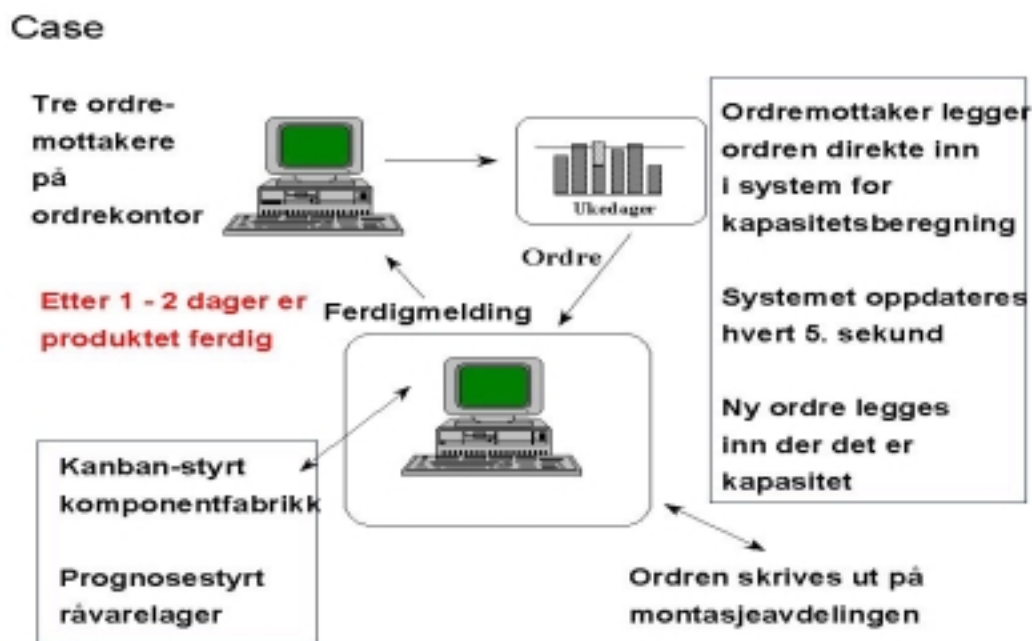 Case
Tre ordre-
mottakere
på
ordrekontor
Ukedager
Ordremottaker legger
ordren direkte inn
i system for
kapasitetsberegning
Systemet oppdateres
hvert 5. sekund
Ny ordre legges
inn der det er
kapasitet
Ordre
Etter 1 - 2 dager er
produktet ferdig
Ferdigmelding
Kanban-styrt
komponentfabrikk
Prognosestyrt
råvarelager
Ordren skrives ut på
montasjeavdelingen